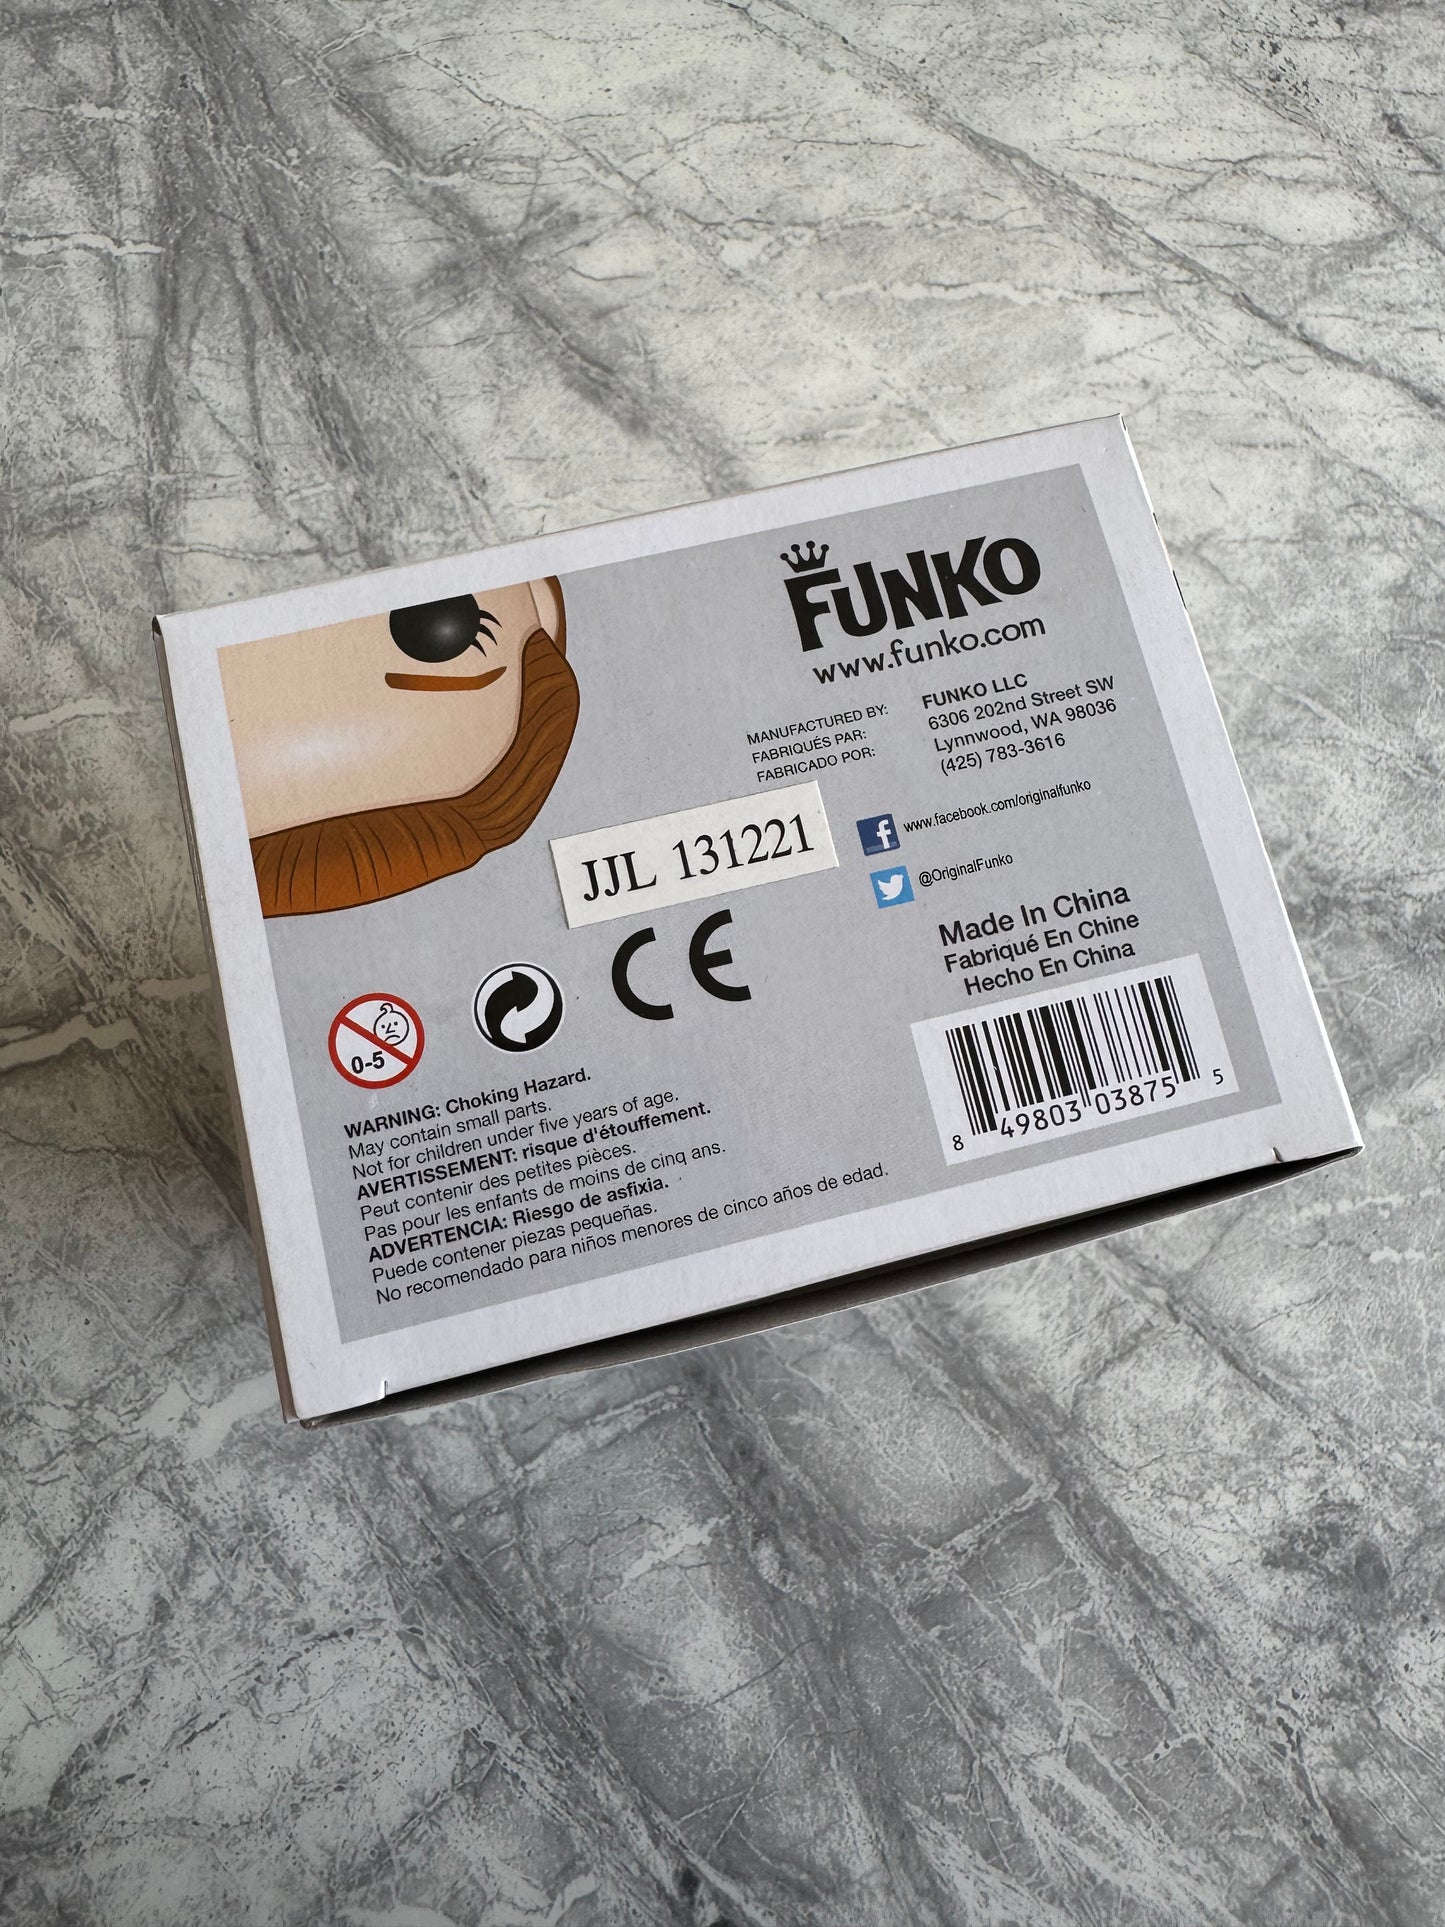 FUNKO
www.funko.com
MANUFACTURED BY:
FABRIQUÉS PAR:
FABRICADO POR:
FUNKO LLC
6306 202nd Street SW
Lynnwood, WA 98036
(425) 783-3616
JJL 131221
f www.facebook.com/originalfunko
@OriginalFunko
CE
Made In China
Fabriqué En Chine
Hecho En China
0-5
WARNING: Choking Hazard.
May contain small parts.
Not for children under five years of age.
AVERTISSEMENT: risque d'étouffement.
Peut contenir des petites pièces.
Pas pour les enfants de moins de cinq ans.
ADVERTENCIA: Riesgo de asfixia.
Puede contener piezas pequeñas.
No recomendado para niños menores de cinco años de edad.
8 49803 03875 5